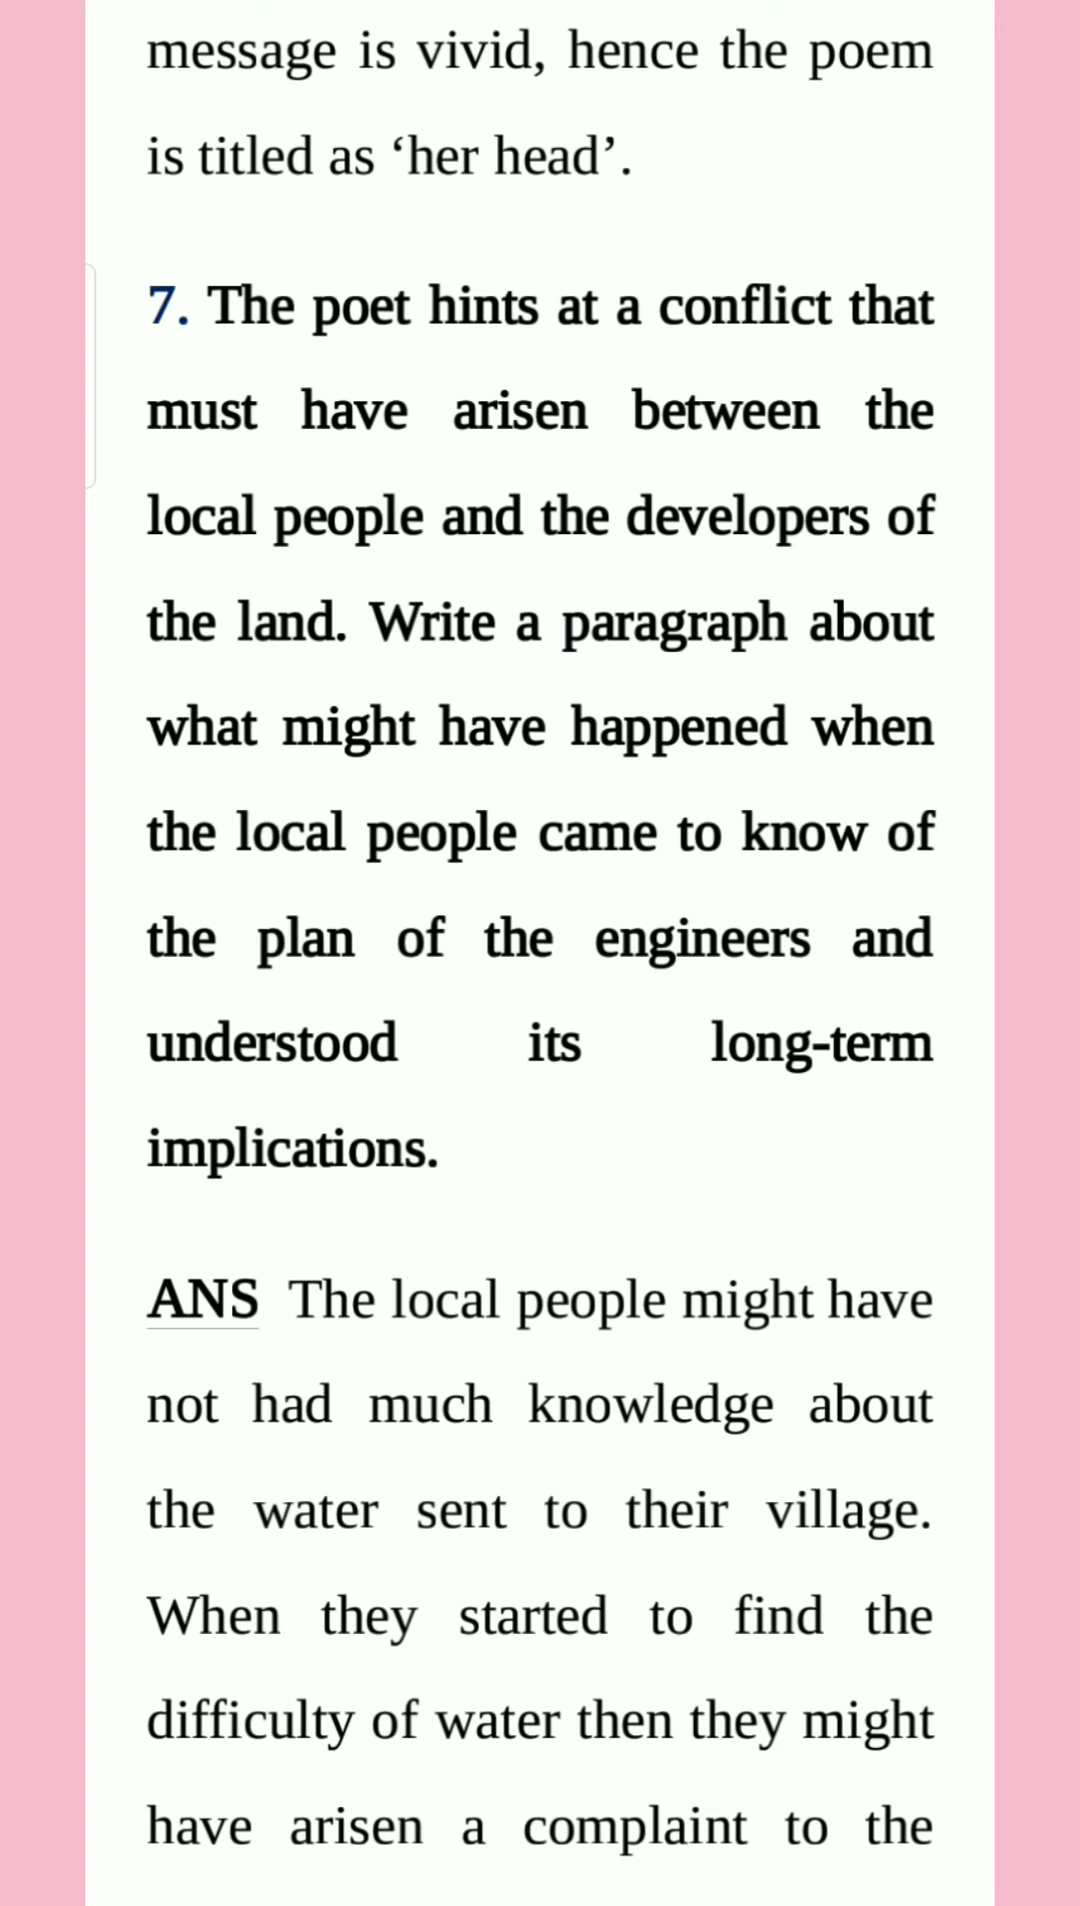 message is vivid, hence the poem
is titled as ‘her head’.
7. The poet hints at a conflict that
must have arisen between the
local people and the developers of
the land. Write a paragraph about
what might have happened when
the local people came to know of
the plan of the engineers and
understood its long-term
implications.
ANS The local people might have
not had much knowledge about
the water sent to their village.
When they started to find the
difficulty of water then they might
have arisen a complaint to the